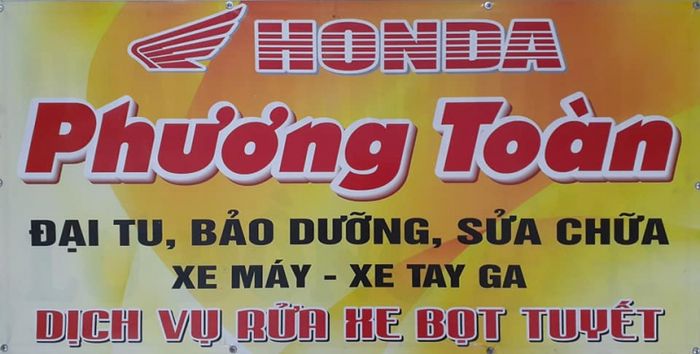 HONDA
Phương Toàn
ĐẠI TU, BẢO DƯỠNG, SỬA CHỮA
XE MÁY - XE TAY GA
DỊCH VỤ RỬA XE BỌT TUYẾT